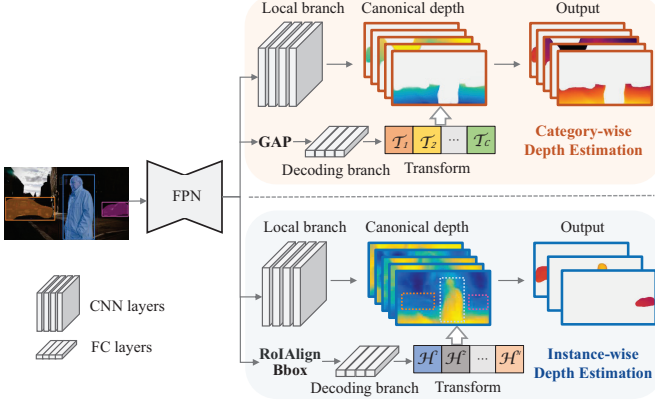 Local branch
Canonical depth
Output
GAP
Decoding branch
𝒯₁ 𝒯₂ ... 𝒯_C
Transform
Category-wise
Depth Estimation
FPN
Local branch
Canonical depth
Output
CNN layers
FC layers
RoIAlign
Bbox
Decoding branch
ℋ¹ ℋ² ... ℋᴺ
Transform
Instance-wise
Depth Estimation